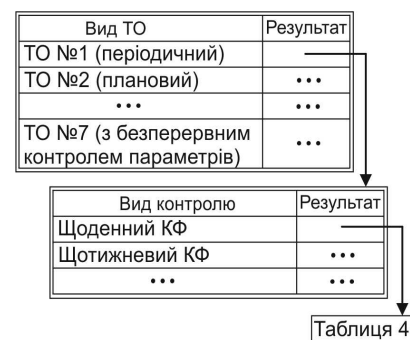 Вид ТО Результат
ТО №1 (періодичний)
ТО №2 (плановий) •••
••• •••
ТО №7 (з безперервним
контролем параметрів) •••
Вид контролю Результат
Щоденний КФ
Щотижневий КФ •••
••• •••
Таблиця 4